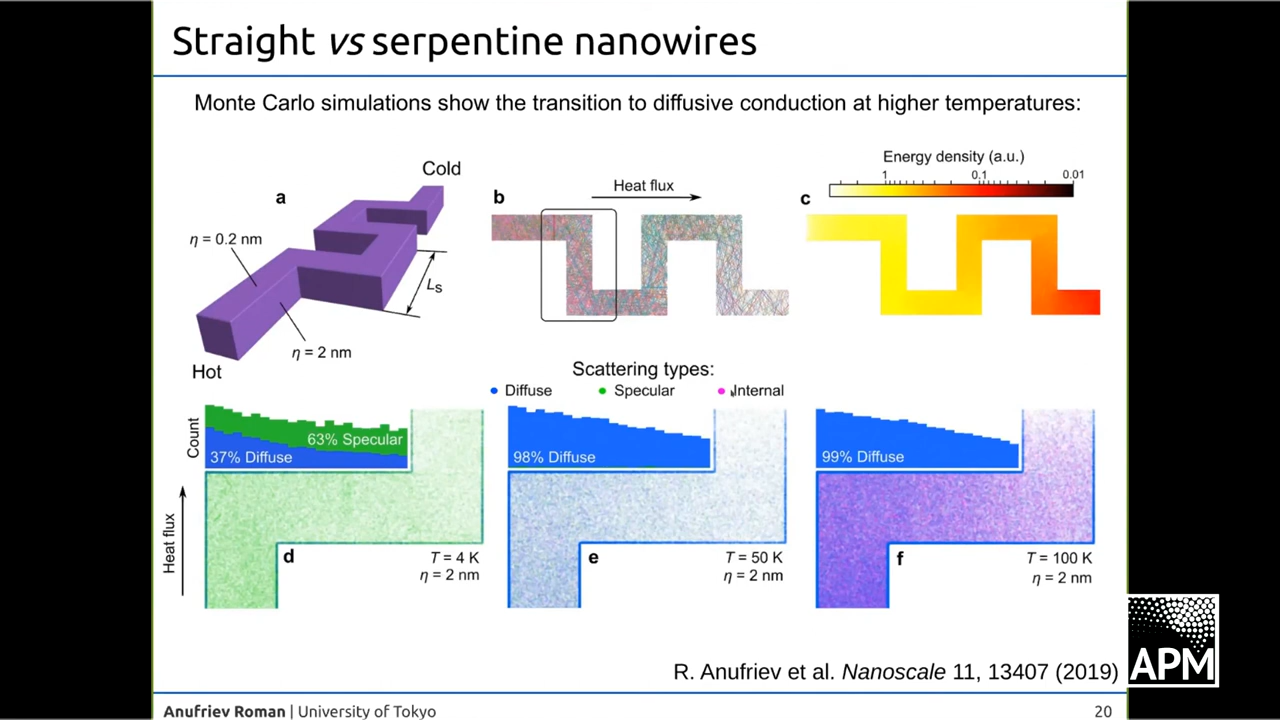 Straight vs serpentine nanowires
Monte Carlo simulations show the transition to diffusive conduction at higher temperatures:
a
Cold
η = 0.2 nm
Ls
η = 2 nm
Hot
b
Heat flux
c
Energy density (a.u.)
1 0.1 0.01
Scattering types:
Diffuse Specular Internal
Count
63% Specular
37% Diffuse
98% Diffuse
99% Diffuse
Heat flux
d
T = 4 K
η = 2 nm
e
T = 50 K
η = 2 nm
f
T = 100 K
η = 2 nm
R. Anufriev et al. Nanoscale 11, 13407 (2019)
APM
Anufriev Roman | University of Tokyo
20